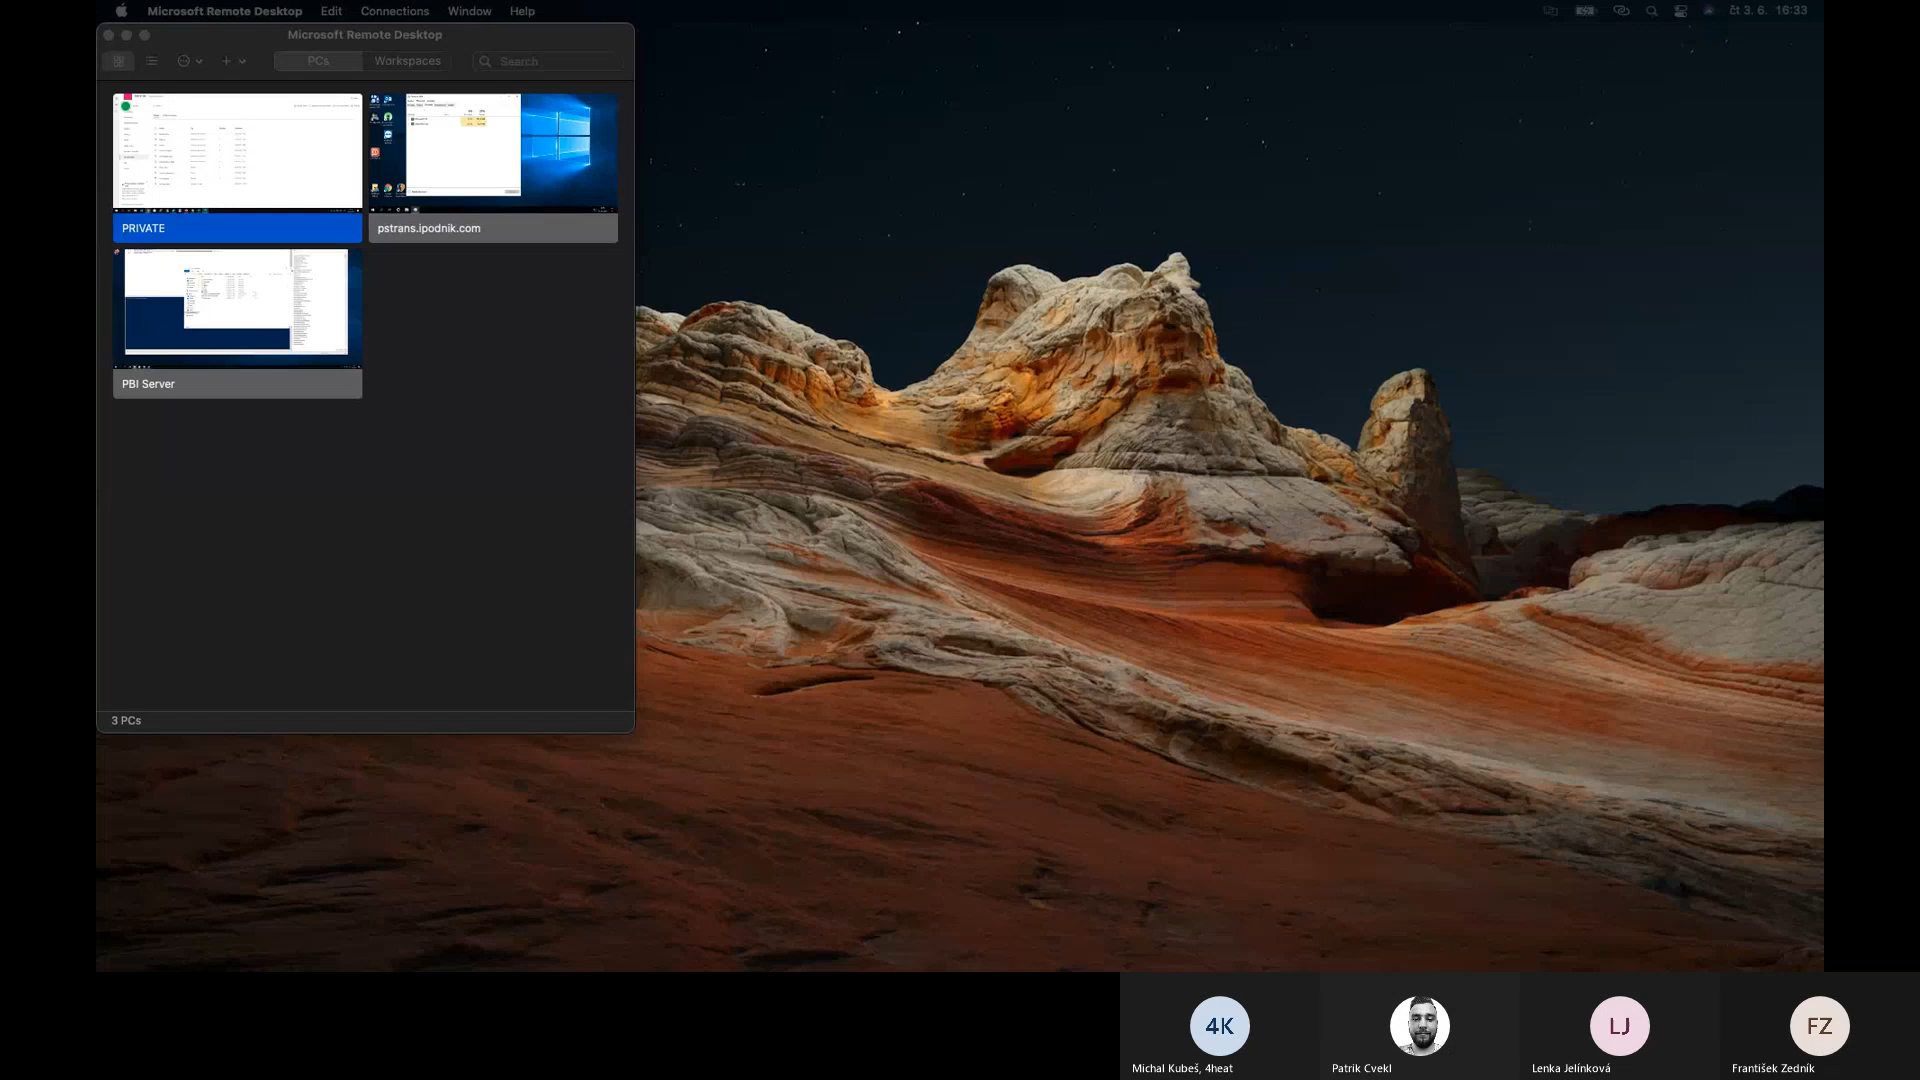 Microsoft Remote Desktop Edit Connections Window Help
čt 3. 6. 16:33
Microsoft Remote Desktop
PCs Workspaces Search
PRIVATE
pstrans.ipodnik.com
PBI Server
3 PCs
4K
LJ
FZ
Michal Kubeš, 4heat
Patrik Cvekl
Lenka Jelínková
František Zedník